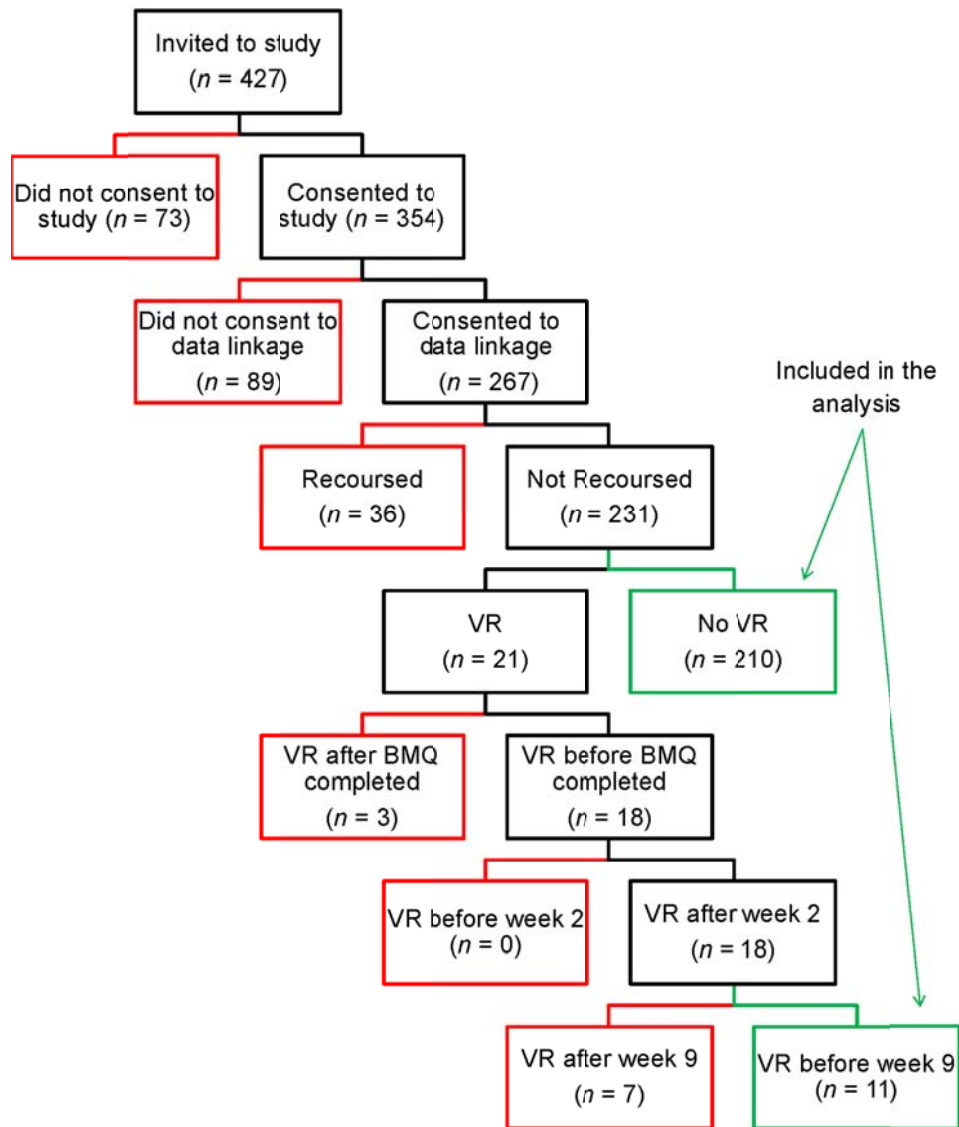 Invited to study
(n = 427)
Did not consent to
study (n = 73)
Consented to
study (n = 354)
Did not consent to
data linkage
(n = 89)
Consented to
data linkage
(n = 267)
Included in the
analysis
Recoursed
(n = 36)
Not Recoursed
(n = 231)
VR
(n = 21)
No VR
(n = 210)
VR after BMQ
completed
(n = 3)
VR before BMQ
completed
(n = 18)
VR before week 2
(n = 0)
VR after week 2
(n = 18)
VR after week 9
(n = 7)
VR before week 9
(n = 11)